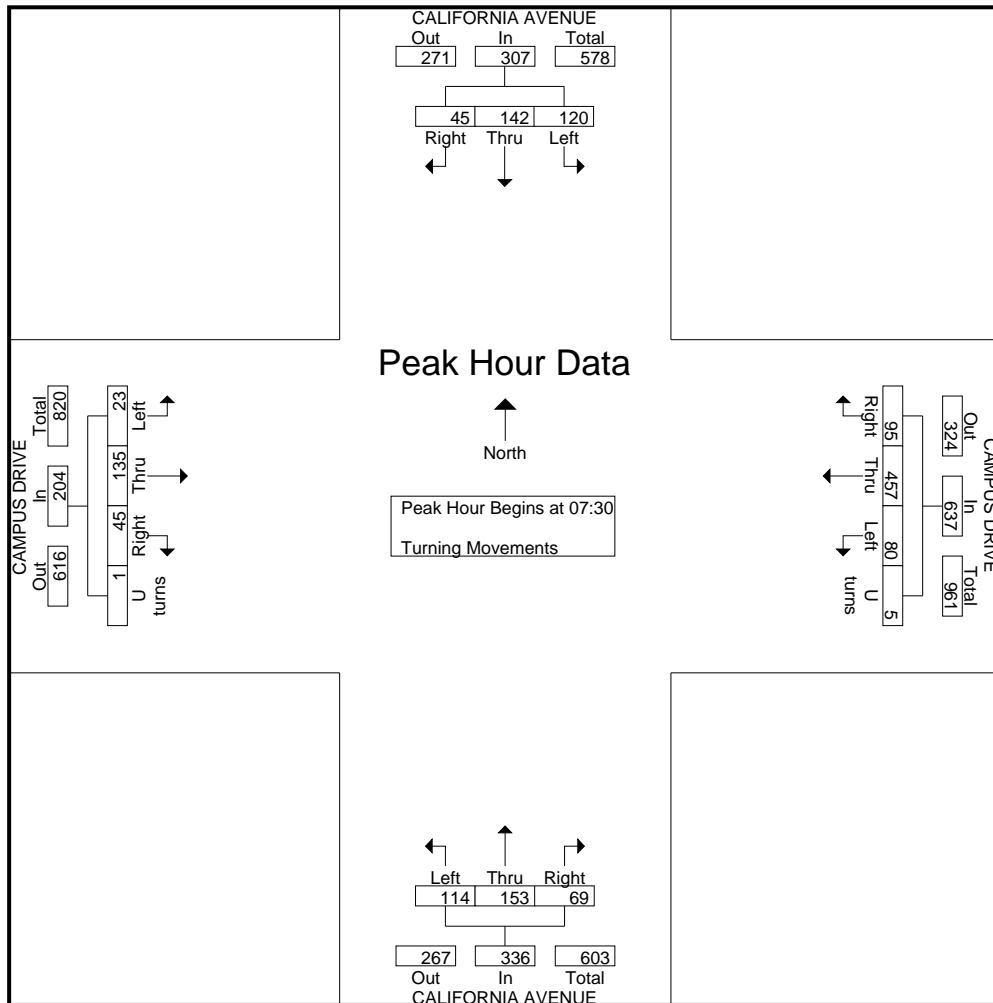 CALIFORNIA AVENUE
Out In Total
271 307 578
45 142 120
Right Thru Left
Peak Hour Data
North
Peak Hour Begins at 07:30
Turning Movements
CAMPUS DRIVE
Out In Total
616 204 820
1 45 135 23
U turns Right Thru Left
CAMPUS DRIVE
Out In Total
324 637 961
95 457 80 5
Right Thru Left U turns
Left Thru Right
114 153 69
267 336 603
Out In Total
CALIFORNIA AVENUE